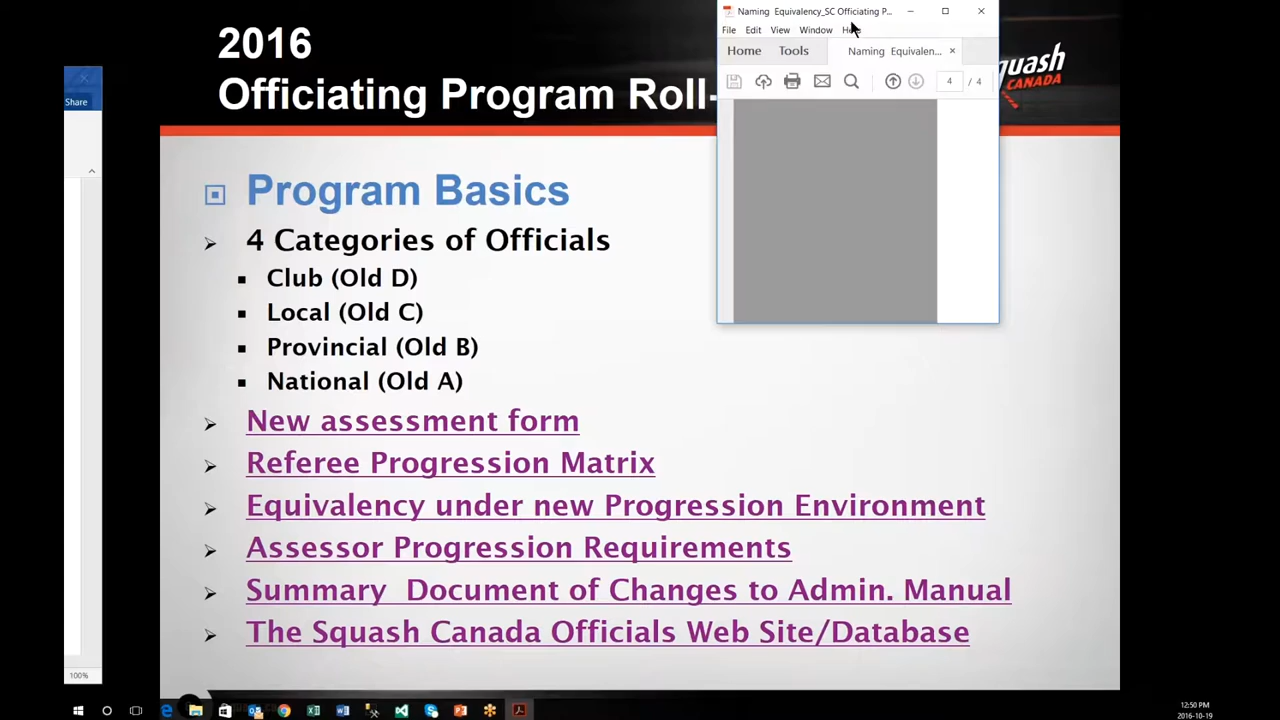 2016
Officiating Program Roll-
Squash
CANADA
Share
Naming Equivalency_SC Officiating P...
File Edit View Window Help
Home Tools Naming Equivalen...
4 / 4
Program Basics
4 Categories of Officials
Club (Old D)
Local (Old C)
Provincial (Old B)
National (Old A)
New assessment form
Referee Progression Matrix
Equivalency under new Progression Environment
Assessor Progression Requirements
Summary Document of Changes to Admin. Manual
The Squash Canada Officials Web Site/Database
100%
12:50 PM
2016-10-19